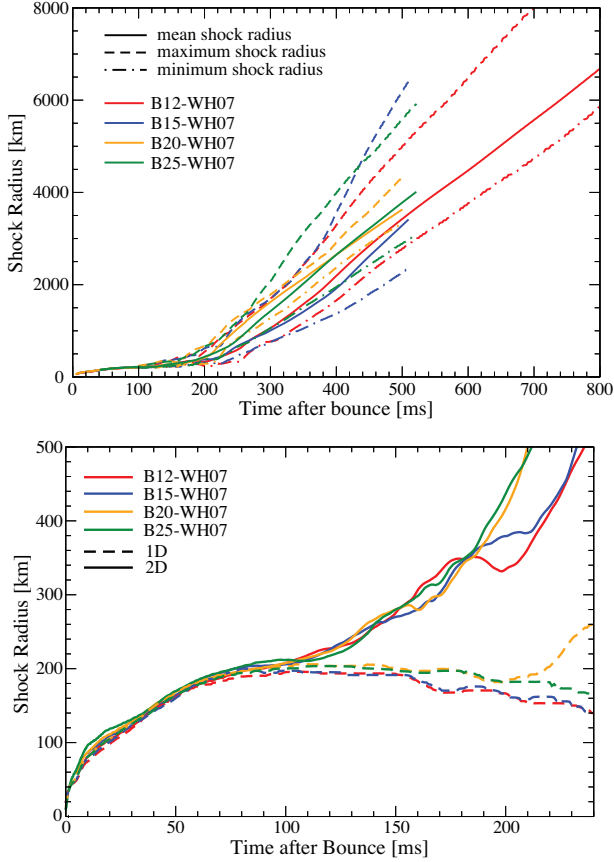 8000
6000
4000
2000
0
Shock Radius [km]
mean shock radius
maximum shock radius
minimum shock radius
B12-WH07
B15-WH07
B20-WH07
B25-WH07
0 100 200 300 400 500 600 700 800
Time after bounce [ms]
500
400
300
200
100
0
Shock Radius [km]
B12-WH07
B15-WH07
B20-WH07
B25-WH07
1D
2D
0 50 100 150 200
Time after Bounce [ms]